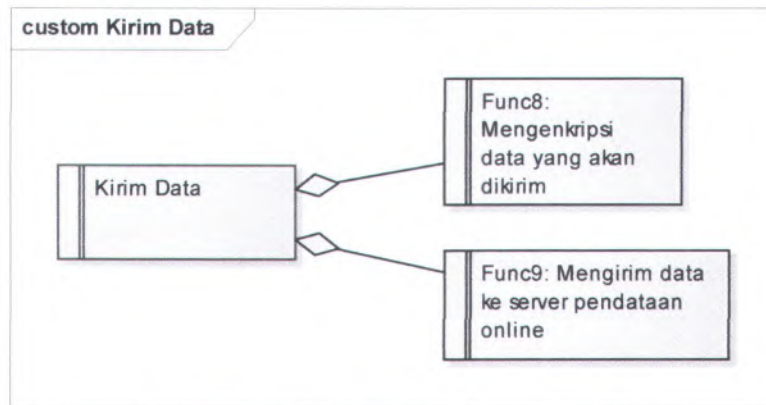 custom Kirim Data
Kirim Data
Func8:
Mengenkripsi
data yang akan
dikirim
Func9: Mengirim data
ke server pendataan
online